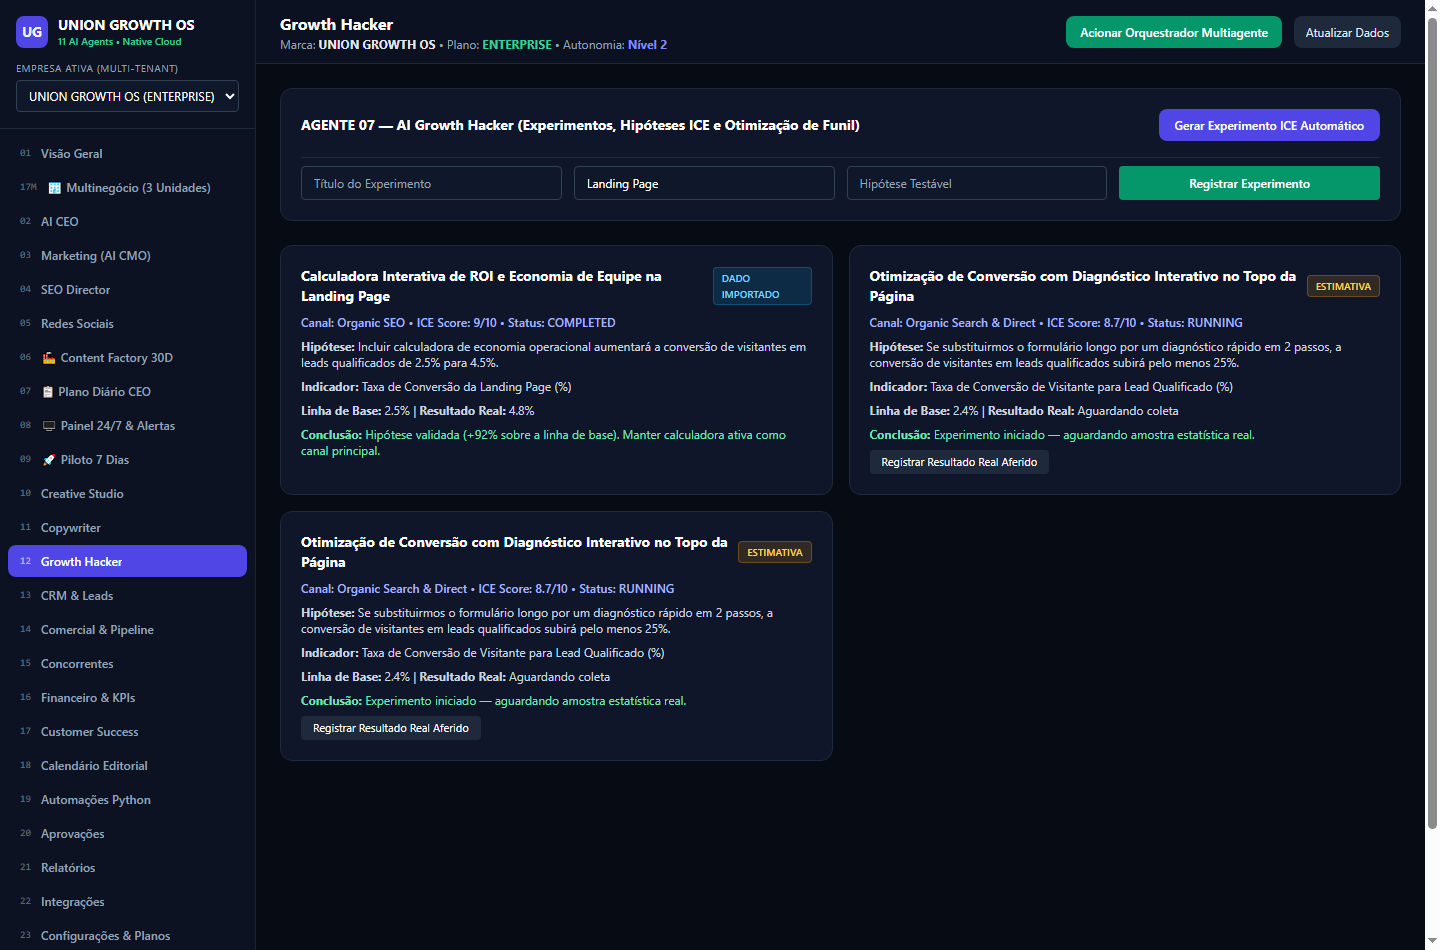 UG
UNION GROWTH OS
11 AI Agents • Native Cloud
EMPRESA ATIVA (MULTI-TENANT)
UNION GROWTH OS (ENTERPRISE)
01 Visão Geral
17M Multinegócio (3 Unidades)
02 AI CEO
03 Marketing (AI CMO)
04 SEO Director
05 Redes Sociais
06 Content Factory 30D
07 Plano Diário CEO
08 Painel 24/7 & Alertas
09 Piloto 7 Dias
10 Creative Studio
11 Copywriter
12 Growth Hacker
13 CRM & Leads
14 Comercial & Pipeline
15 Concorrentes
16 Financeiro & KPIs
17 Customer Success
18 Calendário Editorial
19 Automações Python
20 Aprovações
21 Relatórios
22 Integrações
23 Configurações & Planos
Growth Hacker
Marca: UNION GROWTH OS • Plano: ENTERPRISE • Autonomia: Nível 2
Acionar Orquestrador Multiagente
Atualizar Dados
AGENTE 07 — AI Growth Hacker (Experimentos, Hipóteses ICE e Otimização de Funil)
Gerar Experimento ICE Automático
Título do Experimento
Landing Page
Hipótese Testável
Registrar Experimento
Calculadora Interativa de ROI e Economia de Equipe na
Landing Page
DADO
IMPORTADO
Canal: Organic SEO • ICE Score: 9/10 • Status: COMPLETED
Hipótese: Incluir calculadora de economia operacional aumentará a conversão de visitantes em
leads qualificados de 2.5% para 4.5%.
Indicador: Taxa de Conversão da Landing Page (%)
Linha de Base: 2.5% | Resultado Real: 4.8%
Conclusão: Hipótese validada (+92% sobre a linha de base). Manter calculadora ativa como
canal principal.
Otimização de Conversão com Diagnóstico Interativo no Topo da
Página
ESTIMATIVA
Canal: Organic Search & Direct • ICE Score: 8.7/10 • Status: RUNNING
Hipótese: Se substituirmos o formulário longo por um diagnóstico rápido em 2 passos, a
conversão de visitantes em leads qualificados subirá pelo menos 25%.
Indicador: Taxa de Conversão de Visitante para Lead Qualificado (%)
Linha de Base: 2.4% | Resultado Real: Aguardando coleta
Conclusão: Experimento iniciado — aguardando amostra estatística real.
Registrar Resultado Real Aferido
Otimização de Conversão com Diagnóstico Interativo no Topo da
Página
ESTIMATIVA
Canal: Organic Search & Direct • ICE Score: 8.7/10 • Status: RUNNING
Hipótese: Se substituirmos o formulário longo por um diagnóstico rápido em 2 passos, a
conversão de visitantes em leads qualificados subirá pelo menos 25%.
Indicador: Taxa de Conversão de Visitante para Lead Qualificado (%)
Linha de Base: 2.4% | Resultado Real: Aguardando coleta
Conclusão: Experimento iniciado — aguardando amostra estatística real.
Registrar Resultado Real Aferido